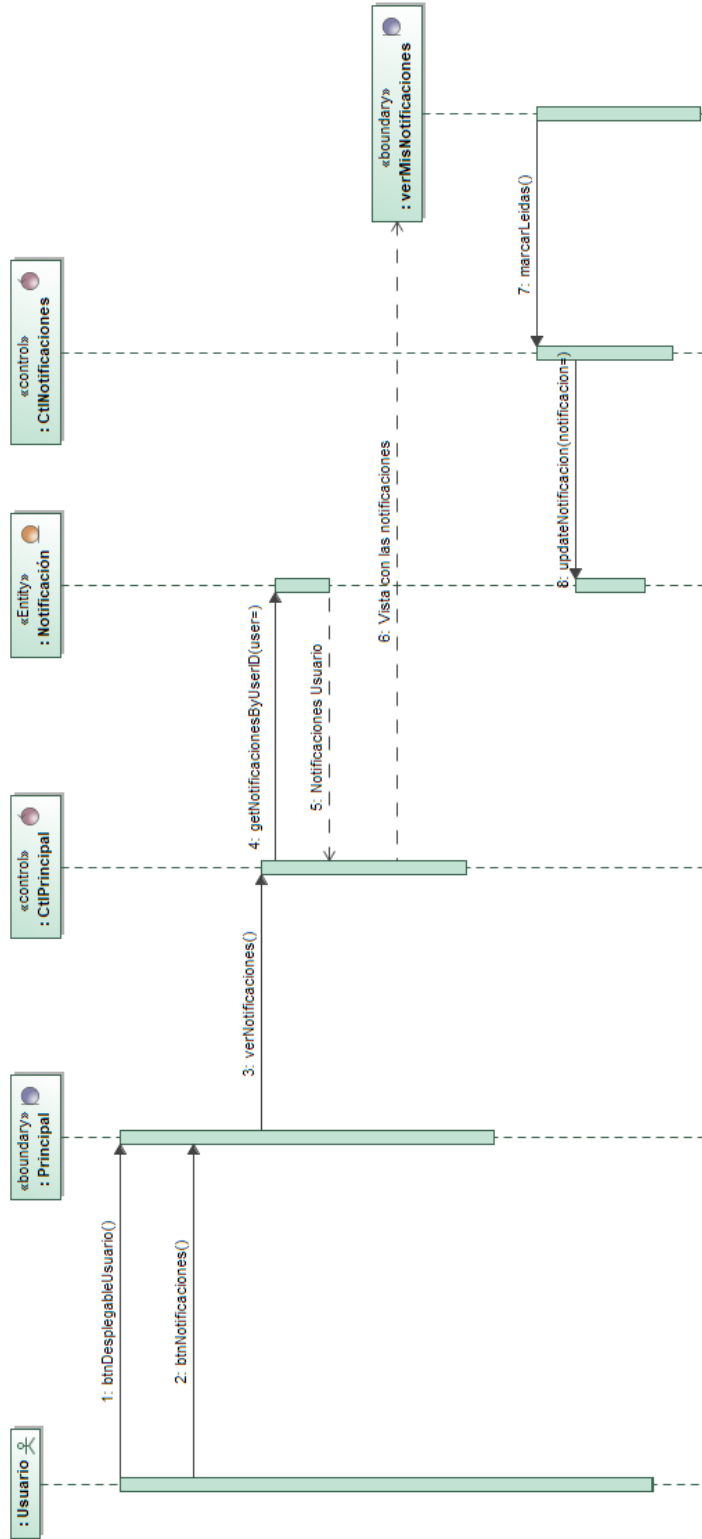 : Usuario
«boundary»
: Principal
«control»
: CtlPrincipal
«Entity»
: Notificación
«control»
: CtlNotificaciones
«boundary»
: verMisNotificaciones
1: btnDesplegableUsuario()
2: btnNotificaciones()
3: verNotificaciones()
4: getNotificacionesByUserID(user=)
5: Notificaciones Usuario
6: Vista con las notificaciones
7: marcarLeidas()
8: updateNotificacion(notificacion=)